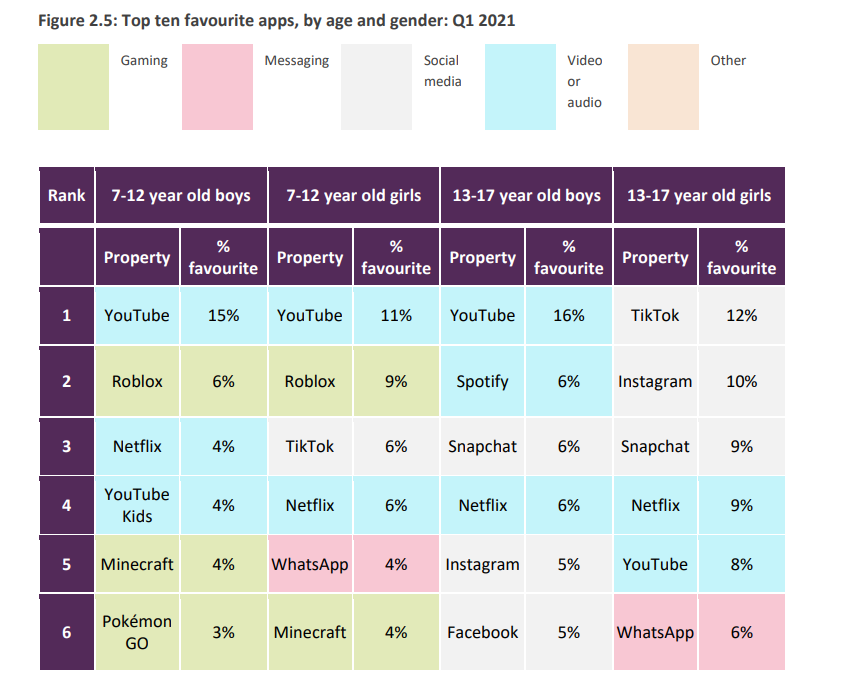 Figure 2.5: Top ten favourite apps, by age and gender: Q1 2021
Gaming
Messaging
Social
media
Video
or
audio
Other
Rank 7-12 year old boys 7-12 year old girls 13-17 year old boys 13-17 year old girls
Property % favourite Property % favourite Property % favourite Property % favourite
1 YouTube 15% YouTube 11% YouTube 16% TikTok 12%
2 Roblox 6% Roblox 9% Spotify 6% Instagram 10%
3 Netflix 4% TikTok 6% Snapchat 6% Snapchat 9%
4 YouTube Kids 4% Netflix 6% Netflix 6% Netflix 9%
5 Minecraft 4% WhatsApp 4% Instagram 5% YouTube 8%
6 Pokémon GO 3% Minecraft 4% Facebook 5% WhatsApp 6%